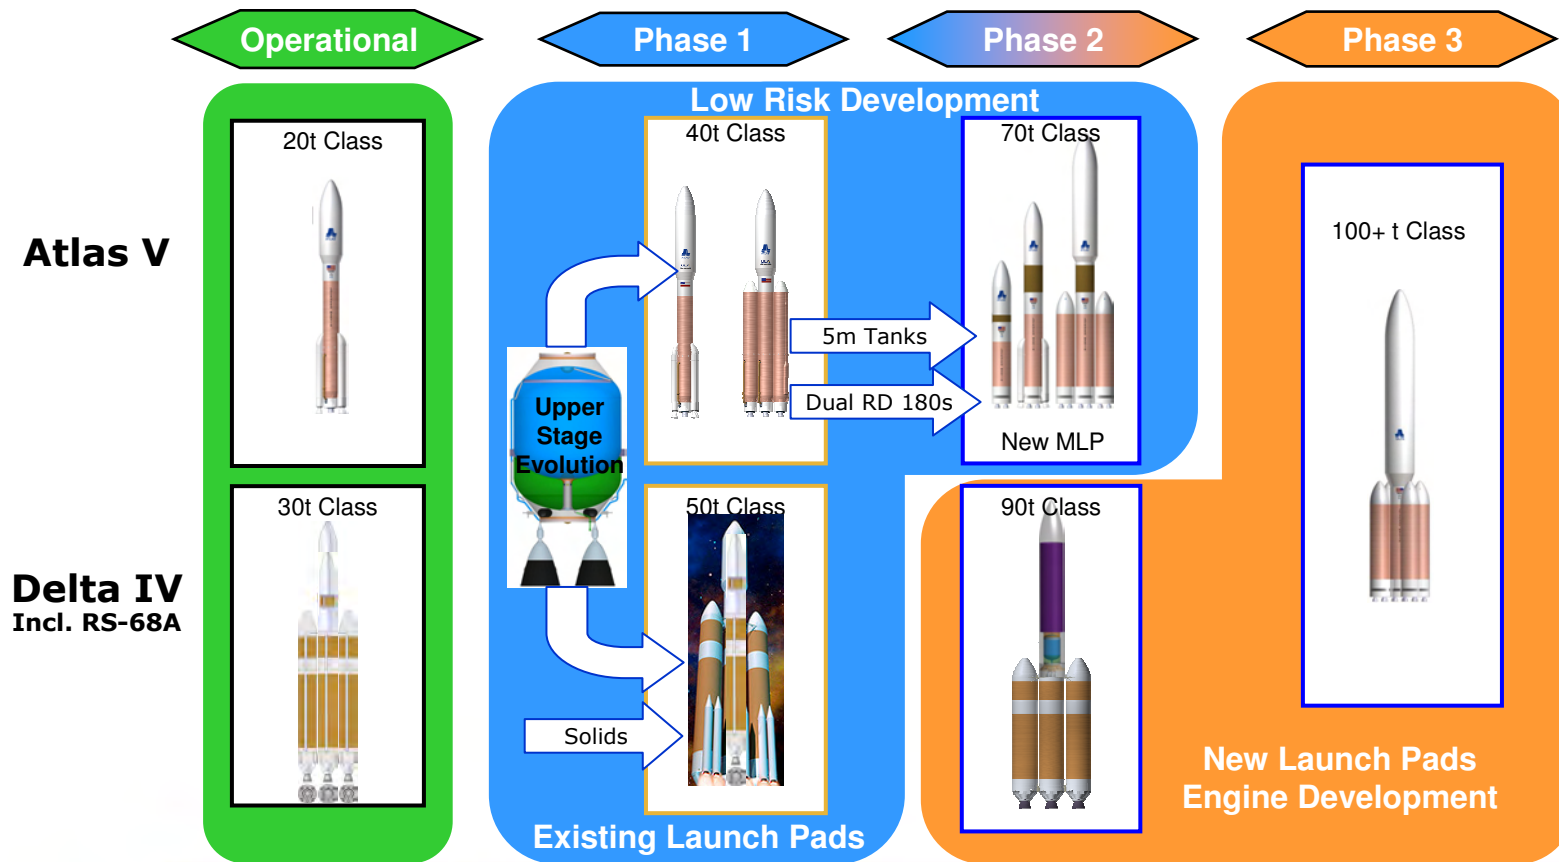 Operational
Phase 1
Phase 2
Phase 3
Low Risk Development
20t Class
40t Class
70t Class
100+ t Class
Atlas V
5m Tanks
Dual RD 180s
New MLP
Upper
Stage
Evolution
30t Class
50t Class
90t Class
Delta IV
Incl. RS-68A
Solids
New Launch Pads
Engine Development
Existing Launch Pads